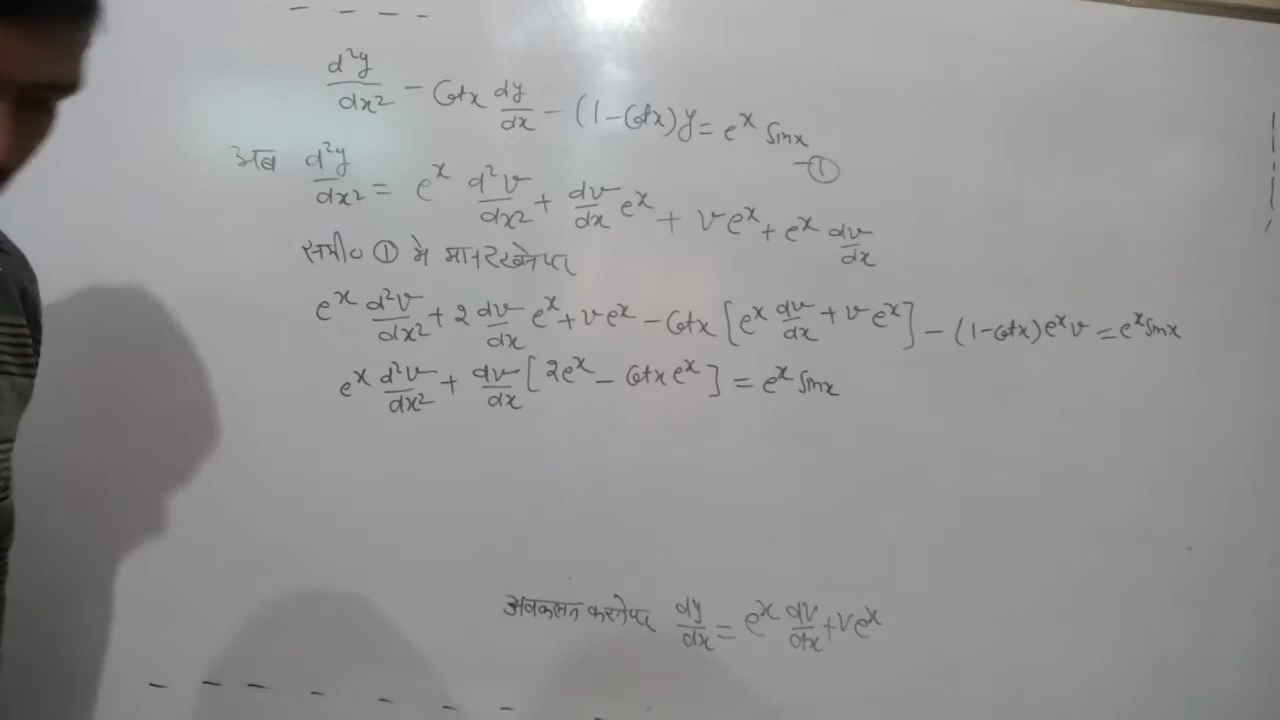 d²y/dx² - Cotx dy/dx - (1-Cotx)y = eˣ Sinx -①
अब d²y/dx² = eˣ d²v/dx² + dv/dx eˣ + veˣ + eˣ dv/dx
समी० ① मे मान रखनेपर
eˣ d²v/dx² + 2 dv/dx eˣ + veˣ - Cotx [eˣ dv/dx + veˣ] - (1-Cotx)eˣv = eˣ Sinx
eˣ d²v/dx² + dv/dx [2eˣ - Cotx eˣ] = eˣ Sinx
अवकलन करनेपर dy/dx = eˣ dv/dx + veˣ